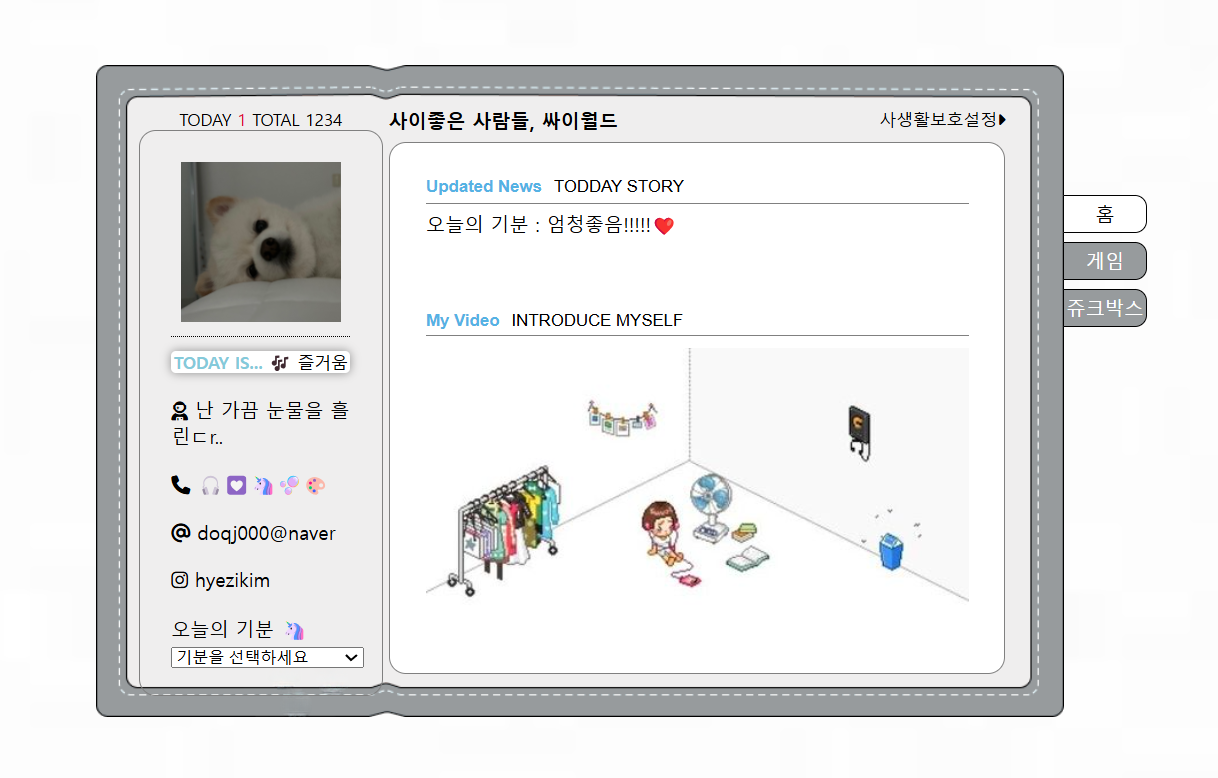 TODAY 1 TOTAL 1234
사이좋은 사람들, 싸이월드
사생활보호설정
TODAY IS... 즐거움
난 가끔 눈물을 흘
린ㄷr..
doqj000@naver
hyezikim
오늘의 기분
기분을 선택하세요
Updated News TODDAY STORY
오늘의 기분 : 엄청좋음!!!!!
My Video INTRODUCE MYSELF
홈
게임
쥬크박스